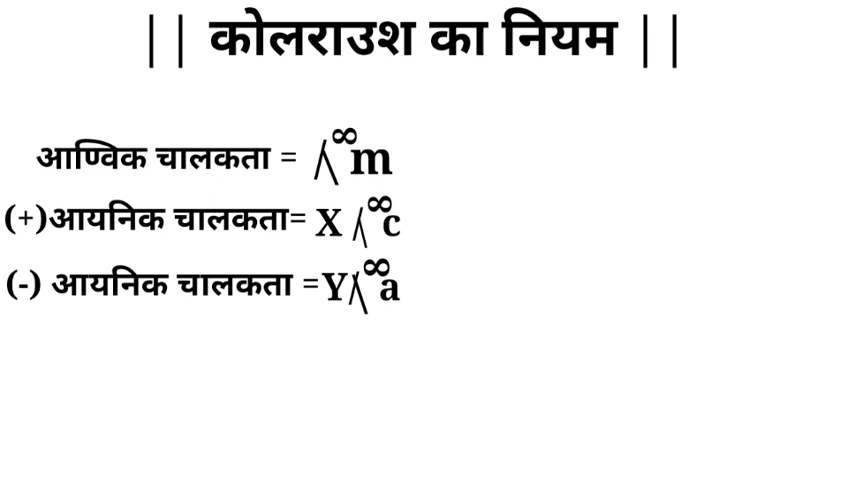 || कोलराउश का नियम ||
आण्विक चालकता = ⋀∞m
(+)आयनिक चालकता= X ⋀∞c
(-) आयनिक चालकता =Y⋀∞a